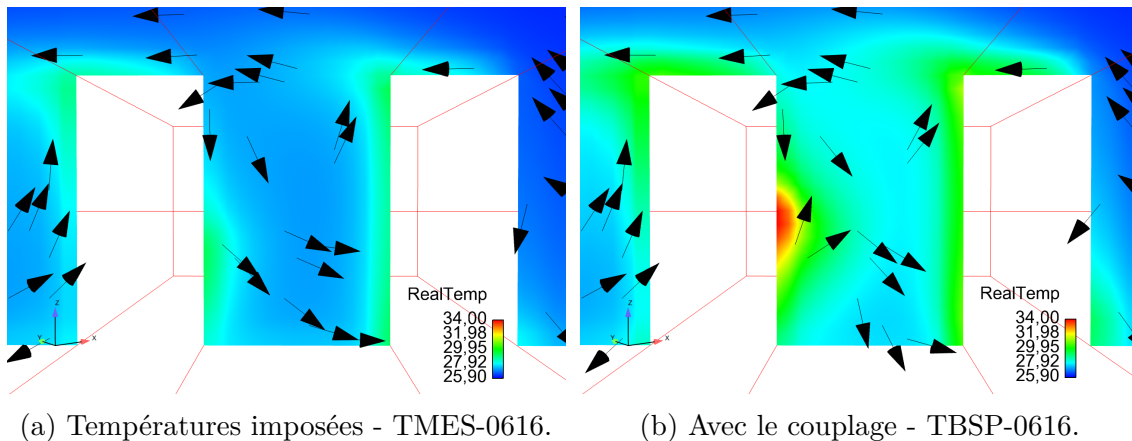 RealTemp
34,00
31,98
29,95
27,92
25,90
z
Y
x
RealTemp
34,00
31,98
29,95
27,92
25,90
z
Y
x
(a) Températures imposées - TMES-0616.
(b) Avec le couplage - TBSP-0616.